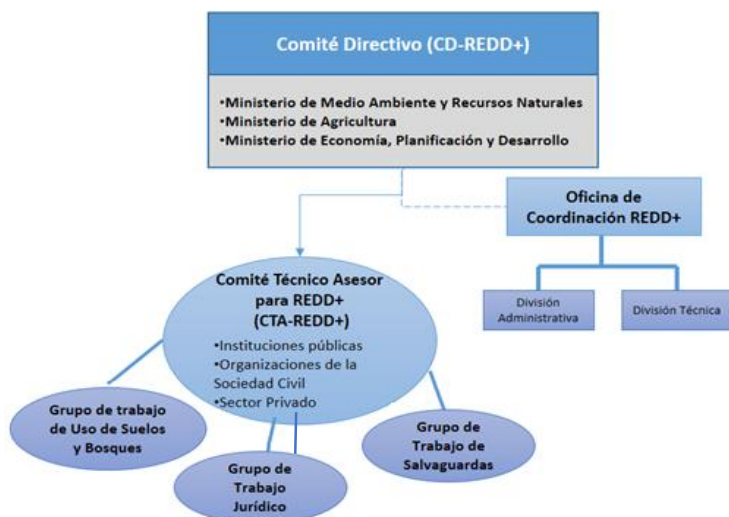 Comité Directivo (CD-REDD+)
•Ministerio de Medio Ambiente y Recursos Naturales
•Ministerio de Agricultura
•Ministerio de Economía, Planificación y Desarrollo
Oficina de
Coordinación REDD+
División
Administrativa
División Técnica
Comité Técnico Asesor
para REDD+
(CTA-REDD+)
•Instituciones públicas
•Organizaciones de la
Sociedad Civil
•Sector Privado
Grupo de trabajo
de Uso de Suelos
y Bosques
Grupo de
Trabajo
Jurídico
Grupo de
Trabajo de
Salvaguardas